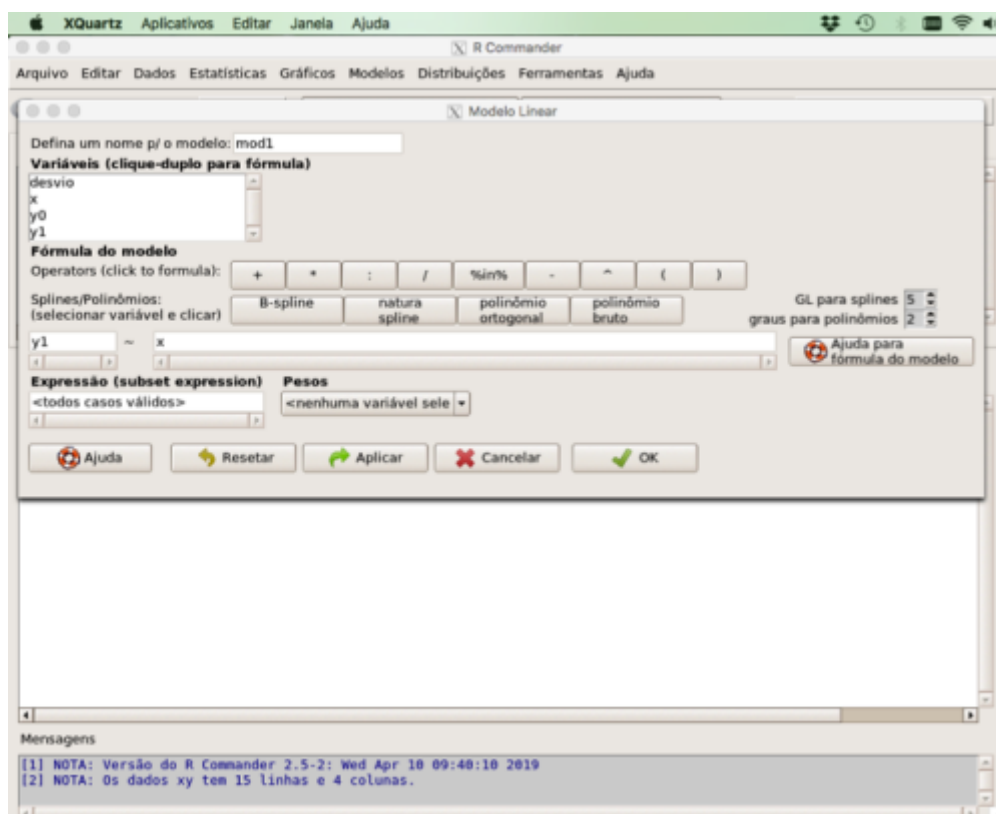 XQuartz Aplicativos Editar Janela Ajuda
R Commander
Arquivo Editar Dados Estatísticas Gráficos Modelos Distribuições Ferramentas Ajuda
Modelo Linear
Defina um nome p/ o modelo: mod1
Variáveis (clique-duplo para fórmula)
desvio
x
y0
y1
Fórmula do modelo
Operators (click to formula): + * : / %in% - ^ ( )
Splines/Polinômios:
(selecionar variável e clicar)
B-spline
natura
spline
polinômio
ortogonal
polinômio
bruto
GL para splines 5
graus para polinômios 2
y1 ~ x
Ajuda para
fórmula do modelo
Expressão (subset expression) Pesos
<todos casos válidos> <nenhuma variável sele
Ajuda Resetar Aplicar Cancelar OK
Mensagens
[1] NOTA: Versão do R Commander 2.5-2: Wed Apr 10 09:40:10 2019
[2] NOTA: Os dados xy tem 15 linhas e 4 colunas.